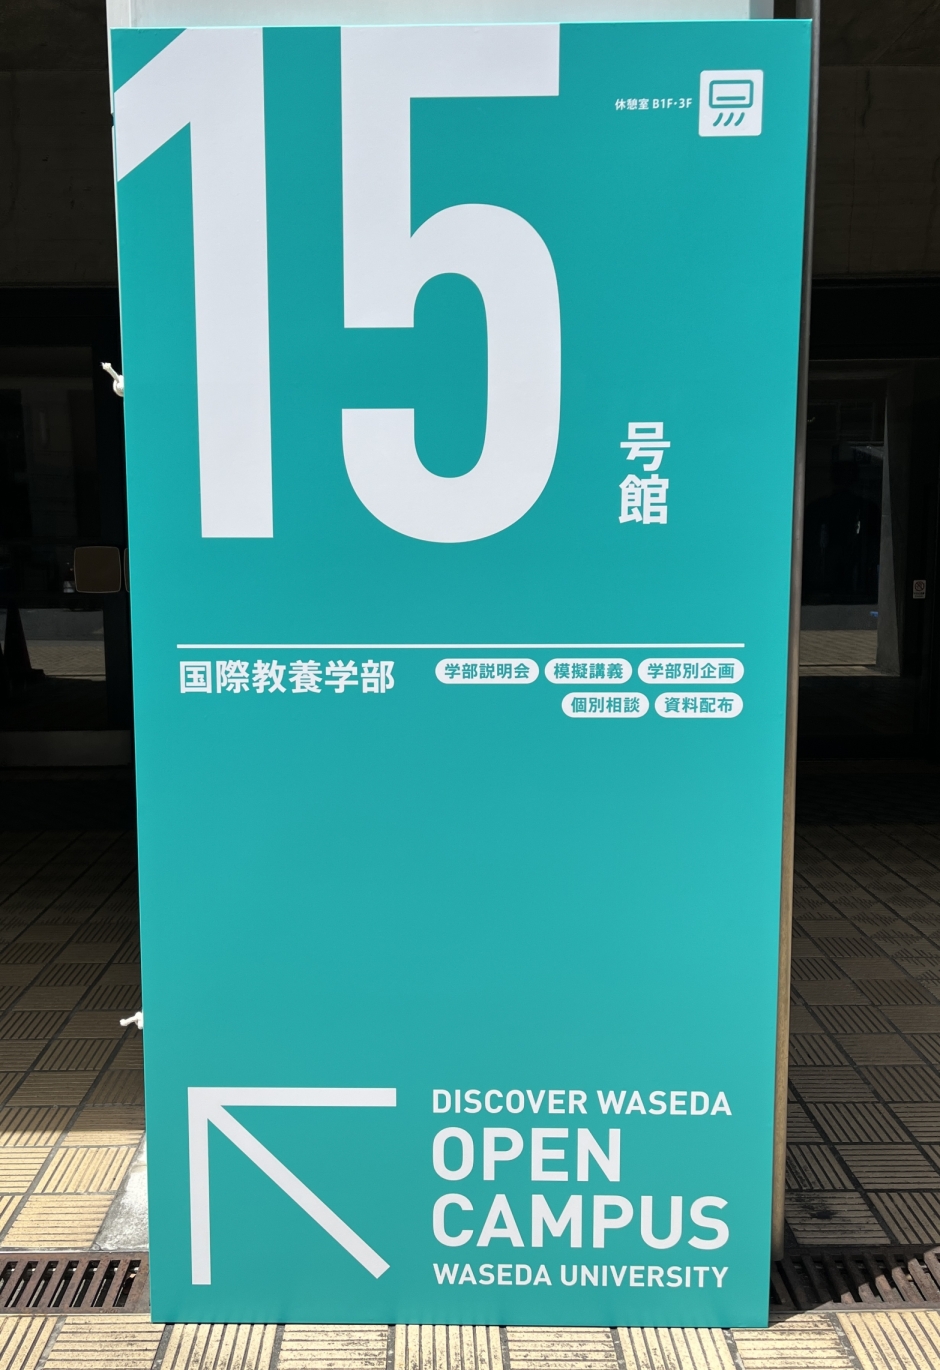 休憩室 B1F・3F
15
号館
国際教養学部
学部説明会 模擬講義 学部別企画
個別相談 資料配布
DISCOVER WASEDA
OPEN
CAMPUS
WASEDA UNIVERSITY